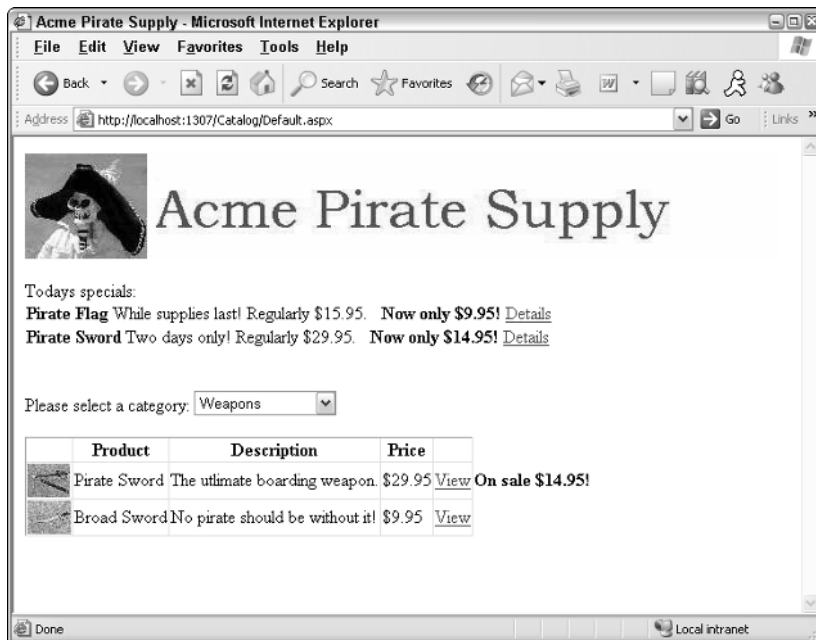 Acme Pirate Supply - Microsoft Internet Explorer
File Edit View Favorites Tools Help
Back Search Favorites W
Address http://localhost:1307/Catalog/Default.aspx Go Links »
Acme Pirate Supply
Todays specials:
Pirate Flag While supplies last! Regularly $15.95. Now only $9.95! Details
Pirate Sword Two days only! Regularly $29.95. Now only $14.95! Details
Please select a category: Weapons
Product Description Price
Pirate Sword The utlimate boarding weapon. $29.95 View On sale $14.95!
Broad Sword No pirate should be without it! $9.95 View
Done Local intranet